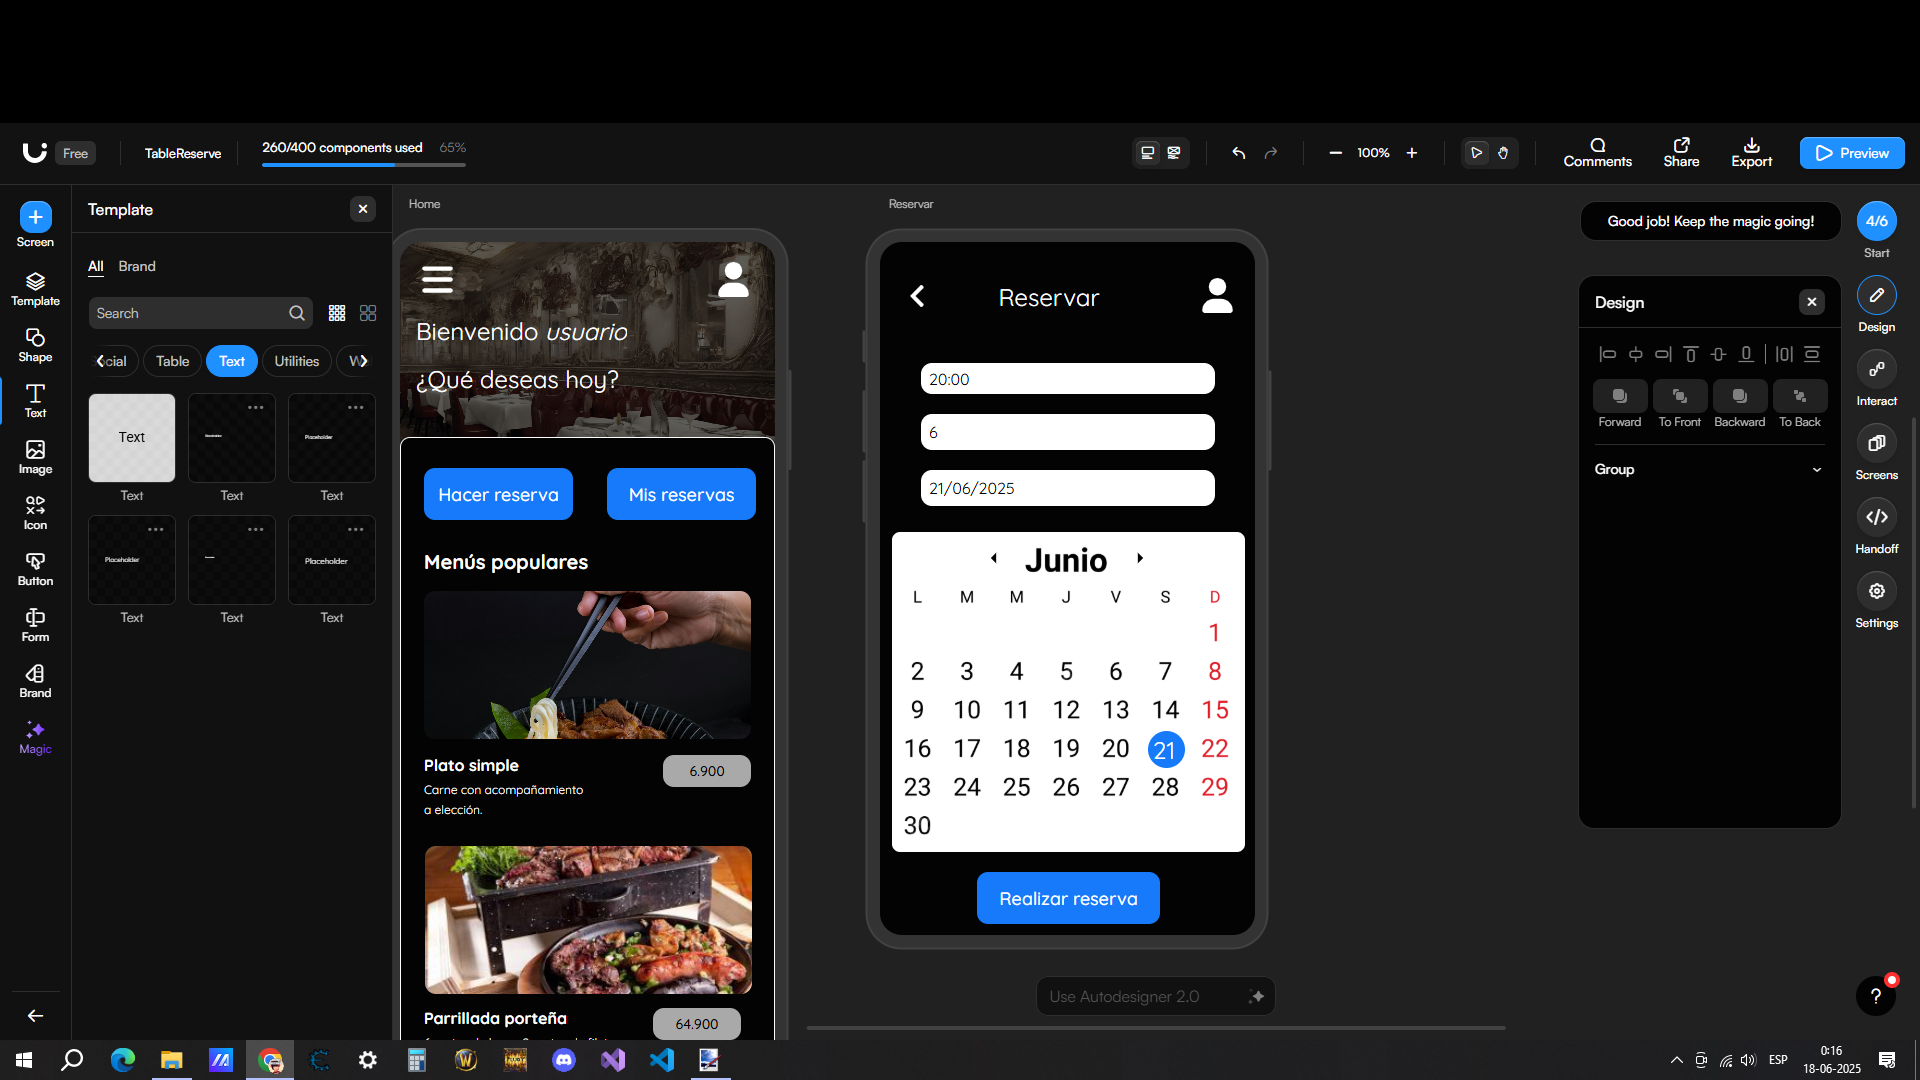 Free
TableReserve
260/400 components used 65%
100%
Comments
Share
Export
Preview
Screen
Template
Shape
Text
Image
Icon
Button
Form
Brand
Magic
Template
All Brand
Search
cial
Table
Text
Utilities
W
Text
Text
Text
Placeholder
Text
Placeholder
Text
Text
Placeholder
Text
Home
Bienvenido usuario
¿Qué deseas hoy?
Hacer reserva
Mis reservas
Menús populares
Plato simple
6.900
Carne con acompañamiento
a elección.
Parrillada porteña
64.900
Reservar
Reservar
20:00
6
21/06/2025
Junio
L M M J V S D
1
2 3 4 5 6 7 8
9 10 11 12 13 14 15
16 17 18 19 20 21 22
23 24 25 26 27 28 29
30
Realizar reserva
Use Autodesigner 2.0
Good job! Keep the magic going!
4/6
Start
Design
Forward
To Front
Backward
To Back
Group
Design
Interact
Screens
Handoff
Settings
?
ESP
0:16
18-06-2025